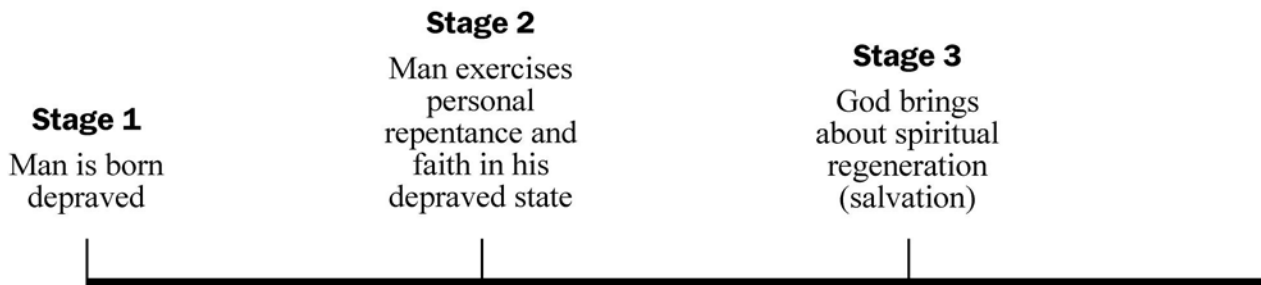 Stage 1
Man is born
depraved
Stage 2
Man exercises
personal
repentance and
faith in his
depraved state
Stage 3
God brings
about spiritual
regeneration
(salvation)